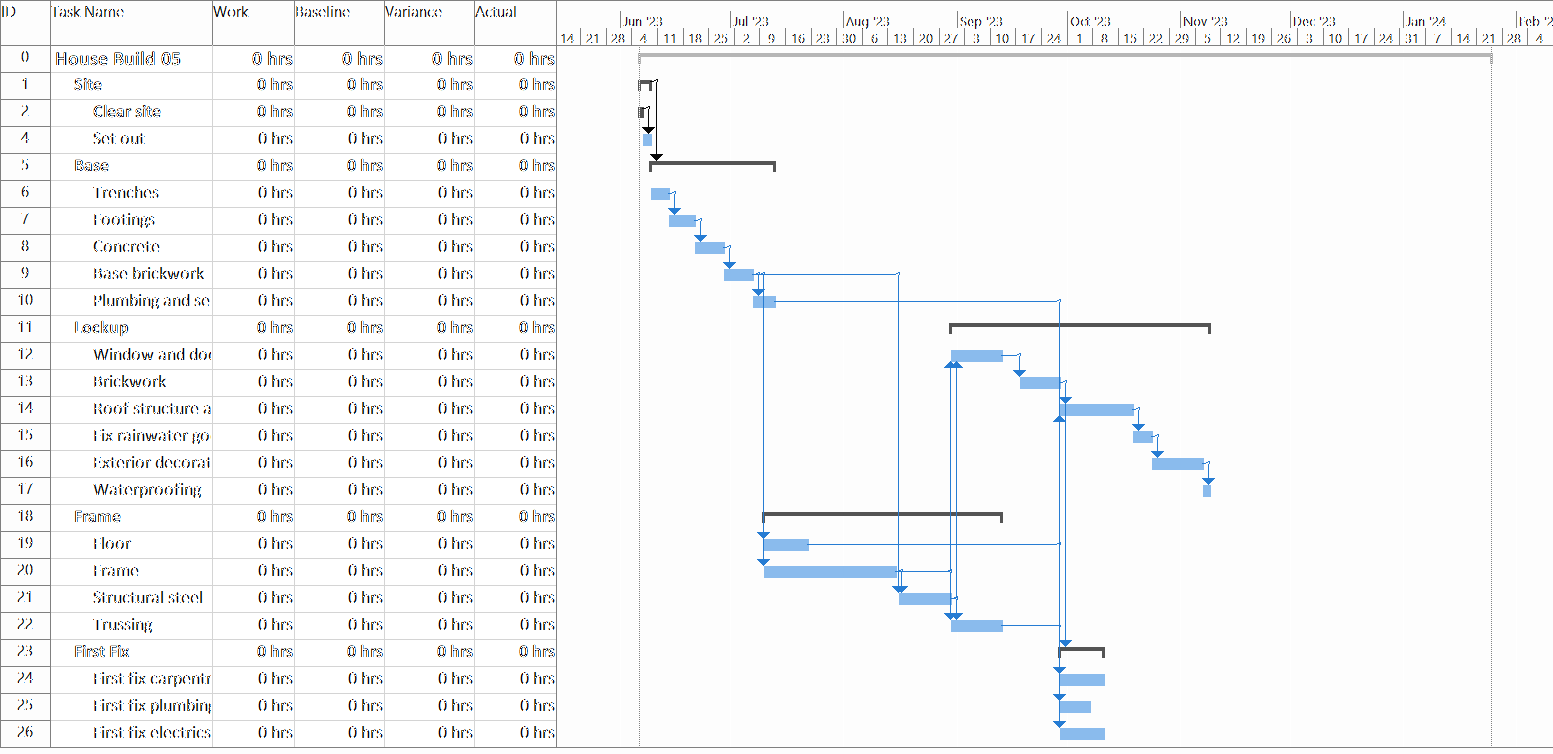 ID Task Name Work Baseline Variance Actual
Jun '23 Jul '23 Aug '23 Sep '23 Oct '23 Nov '23 Dec '23 Jan '24 Feb '2
14 21 28 4 11 18 25 2 9 16 23 30 6 13 20 27 3 10 17 24 1 8 15 22 29 5 12 19 26 3 10 17 24 31 7 14 21 28 4
0 House Build 05 0 hrs 0 hrs 0 hrs 0 hrs
1 Site 0 hrs 0 hrs 0 hrs 0 hrs
2 Clear site 0 hrs 0 hrs 0 hrs 0 hrs
4 Set out 0 hrs 0 hrs 0 hrs 0 hrs
5 Base 0 hrs 0 hrs 0 hrs 0 hrs
6 Trenches 0 hrs 0 hrs 0 hrs 0 hrs
7 Footings 0 hrs 0 hrs 0 hrs 0 hrs
8 Concrete 0 hrs 0 hrs 0 hrs 0 hrs
9 Base brickwork 0 hrs 0 hrs 0 hrs 0 hrs
10 Plumbing and se 0 hrs 0 hrs 0 hrs 0 hrs
11 Lockup 0 hrs 0 hrs 0 hrs 0 hrs
12 Window and doo 0 hrs 0 hrs 0 hrs 0 hrs
13 Brickwork 0 hrs 0 hrs 0 hrs 0 hrs
14 Roof structure a 0 hrs 0 hrs 0 hrs 0 hrs
15 Fix rainwater go 0 hrs 0 hrs 0 hrs 0 hrs
16 Exterior decorat 0 hrs 0 hrs 0 hrs 0 hrs
17 Waterproofing 0 hrs 0 hrs 0 hrs 0 hrs
18 Frame 0 hrs 0 hrs 0 hrs 0 hrs
19 Floor 0 hrs 0 hrs 0 hrs 0 hrs
20 Frame 0 hrs 0 hrs 0 hrs 0 hrs
21 Structural steel 0 hrs 0 hrs 0 hrs 0 hrs
22 Trussing 0 hrs 0 hrs 0 hrs 0 hrs
23 First Fix 0 hrs 0 hrs 0 hrs 0 hrs
24 First fix carpentr 0 hrs 0 hrs 0 hrs 0 hrs
25 First fix plumbing 0 hrs 0 hrs 0 hrs 0 hrs
26 First fix electrics 0 hrs 0 hrs 0 hrs 0 hrs